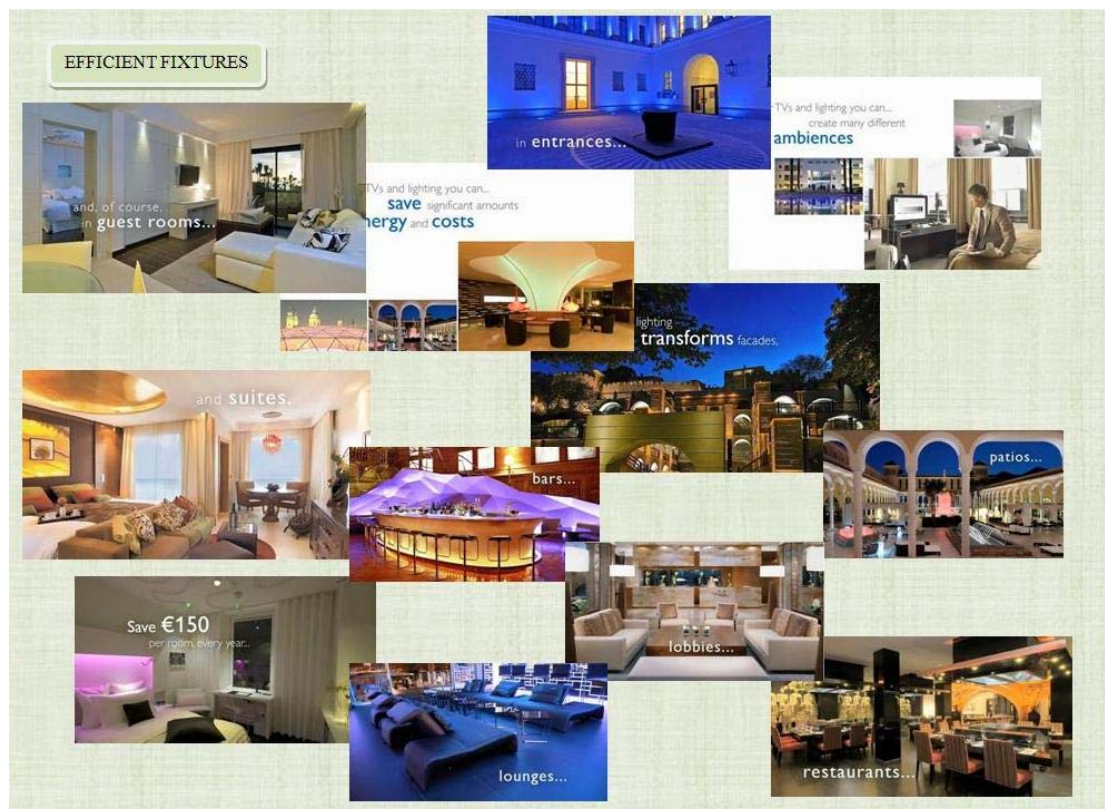 EFFICIENT FIXTURES
in entrances...
TVs and lighting you can...
create many different
ambiences
and, of course,
in guest rooms...
TVs and lighting you can...
save significant amounts
nergy and costs
lighting
transforms facades,
and suites.
bars...
patios...
Save €150
per room, every year...
lobbies...
lounges...
restaurants...